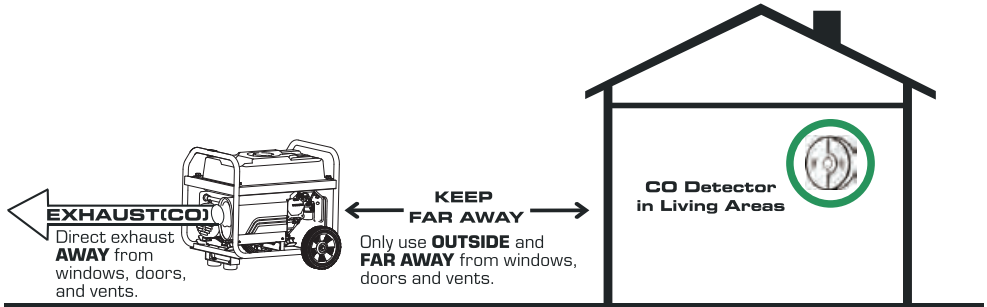 EXHAUST(CO)
Direct exhaust
AWAY from
windows, doors,
and vents.
KEEP
FAR AWAY
Only use OUTSIDE and
FAR AWAY from windows,
doors and vents.
CO Detector
in Living Areas